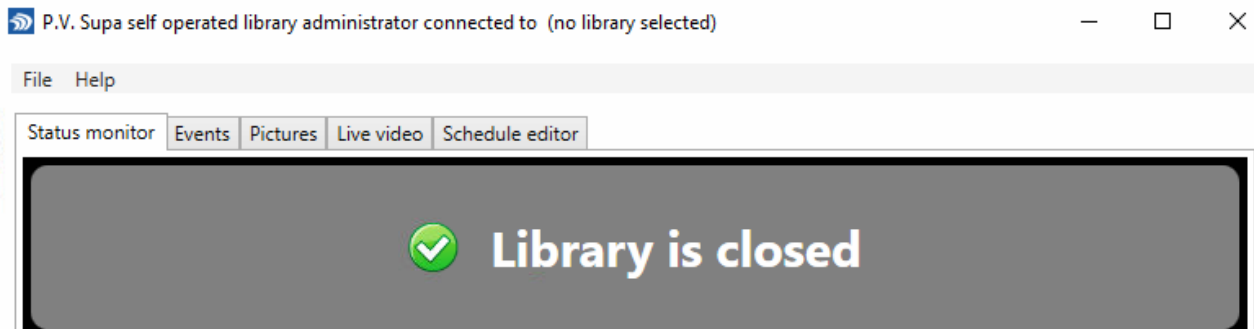 P.V. Supa self operated library administrator connected to  (no library selected)
File Help
Status monitor Events Pictures Live video Schedule editor
Library is closed